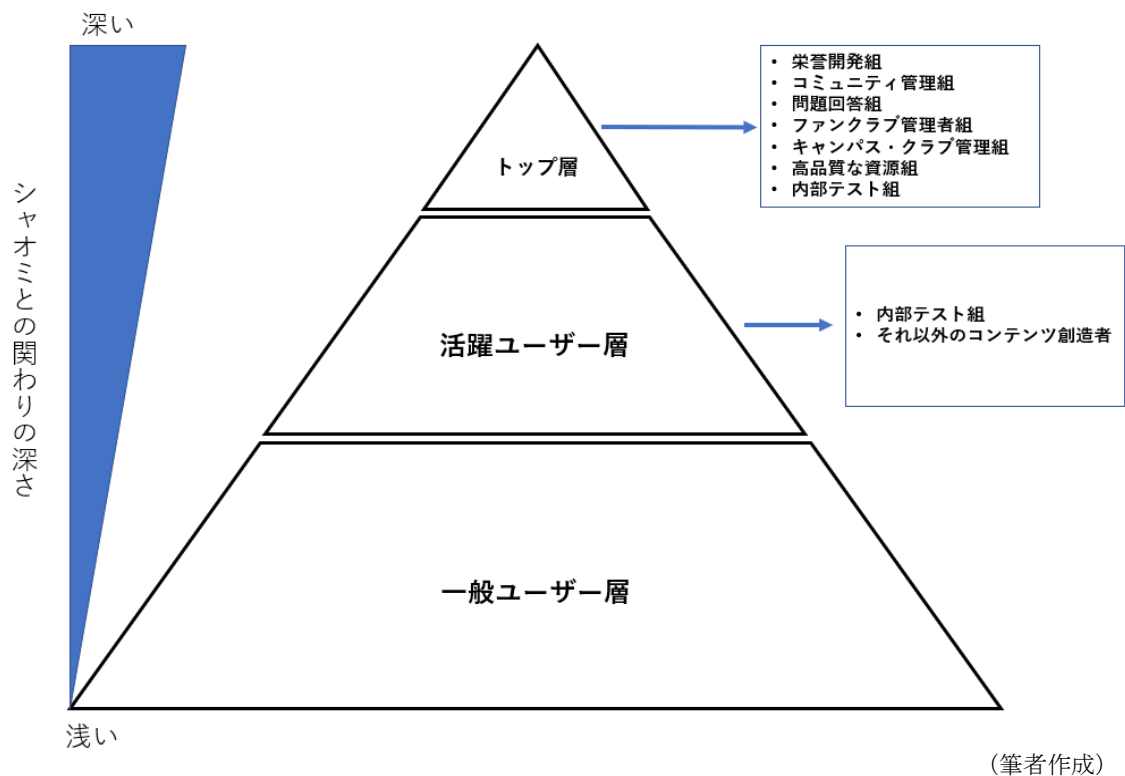 深い
・ 栄誉開発組
・ コミュニティ管理組
・ 問題回答組
・ ファンクラブ管理者組
・ キャンパス・クラブ管理組
・ 高品質な資源組
・ 内部テスト組
トップ層
シャオミとの関わりの深さ
・ 内部テスト組
・ それ以外のコンテンツ創造者
活躍ユーザー層
一般ユーザー層
浅い
（筆者作成）